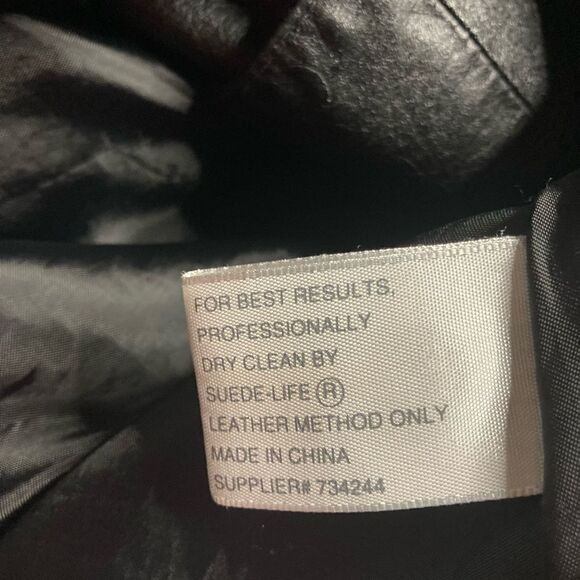 FOR BEST RESULTS,
PROFESSIONALLY
DRY CLEAN BY
SUEDE-LIFE ®
LEATHER METHOD ONLY
MADE IN CHINA
SUPPLIER# 734244